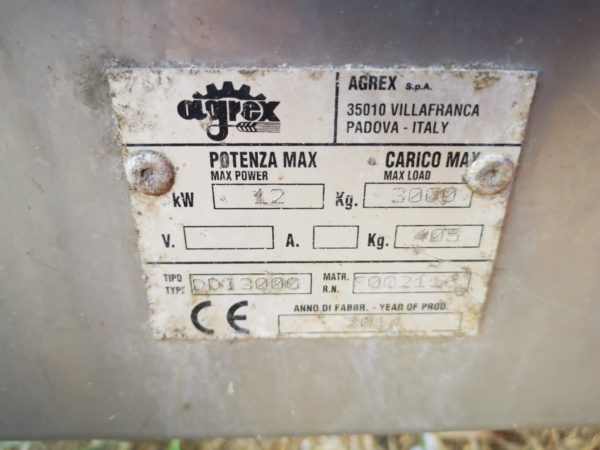 agrex
AGREX S.p.A.
35010 VILLAFRANCA
PADOVA - ITALY
POTENZA MAX
MAX POWER
kW 12
CARICO MAX
MAX LOAD
Kg. 3000
V. A. Kg. 405
TIPO
TYPE
MATR.
R.N.
CE
ANNO DI FABBR. - YEAR OF PROD.